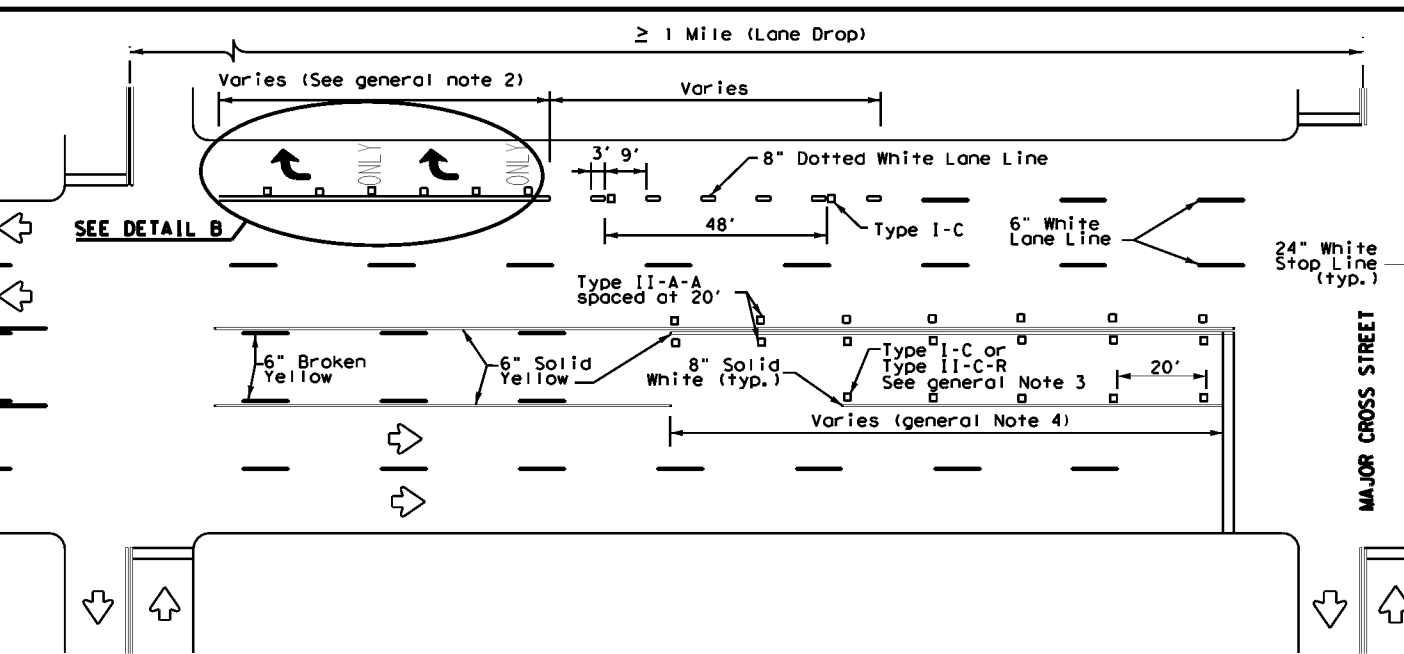 ≥ 1 Mile (Lane Drop)
Varies (See general note 2)
Varies
ONLY
ONLY
3' 9'
8" Dotted White Lane Line
SEE DETAIL B
48'
Type I-C
6" White
Lane Line
24" White
Stop Line
(typ.)
Type II-A-A
spaced at 20'
6" Broken
Yellow
6" Solid
Yellow
8" Solid
White (typ.)
Type I-C or
Type II-C-R
See general Note 3
20'
Varies (general Note 4)
MAJOR CROSS STREET